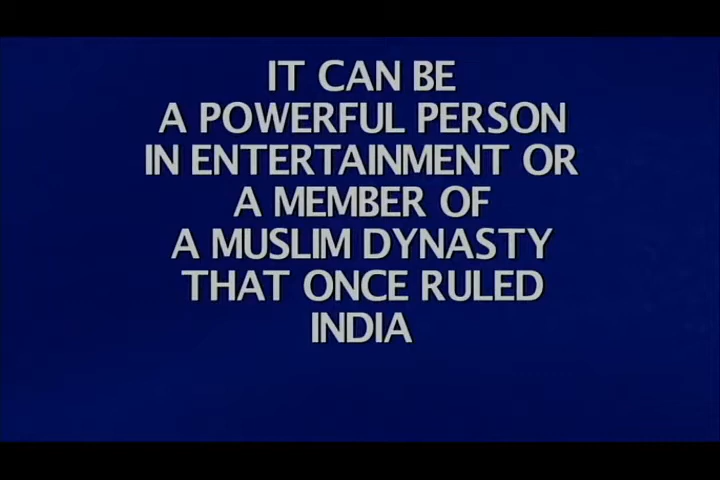 IT CAN BE
A POWERFUL PERSON
IN ENTERTAINMENT OR
A MEMBER OF
A MUSLIM DYNASTY
THAT ONCE RULED
INDIA